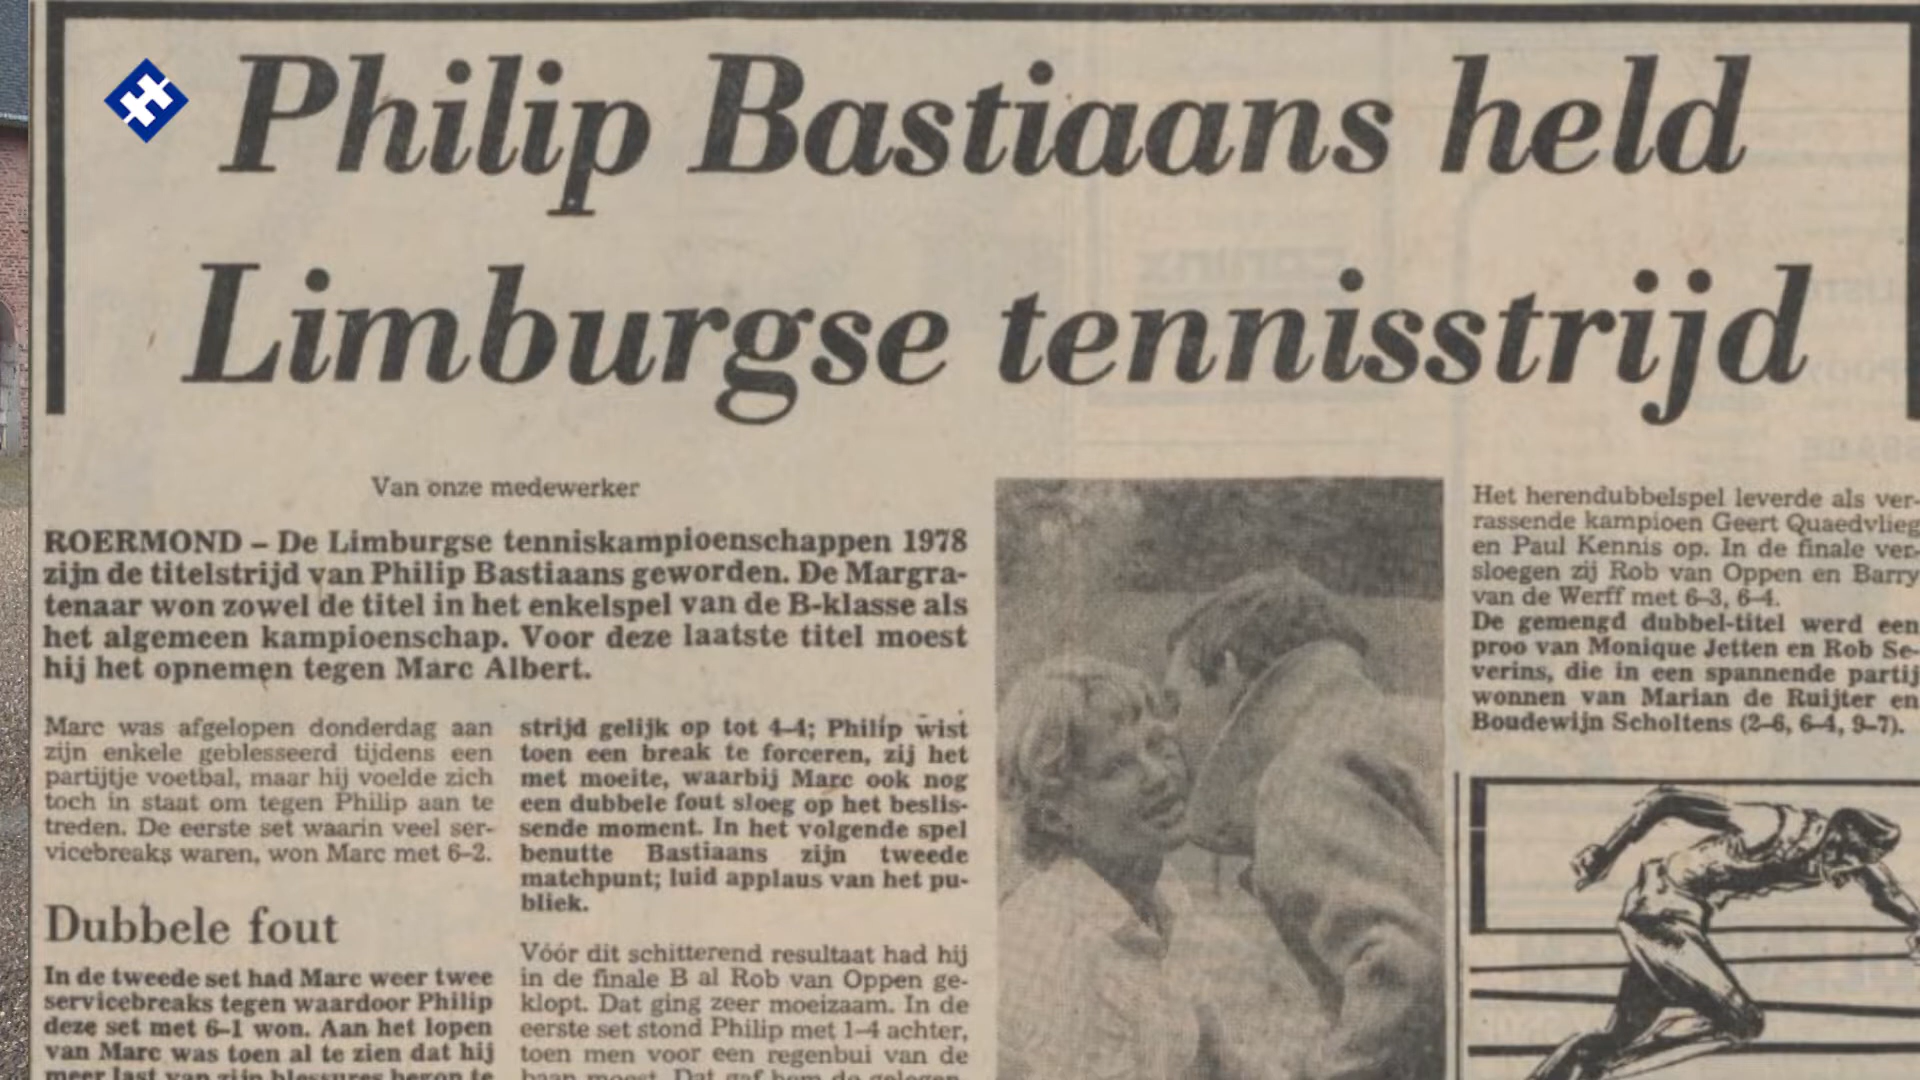 Philip Bastiaans held
Limburgse tennisstrijd
Van onze medewerker
ROERMOND – De Limburgse tenniskampioenschappen 1978
zijn de titelstrijd van Philip Bastiaans geworden. De Margra-
tenaar won zowel de titel in het enkelspel van de B-klasse als
het algemeen kampioenschap. Voor deze laatste titel moest
hij het opnemen tegen Marc Albert.
Marc was afgelopen donderdag aan
zijn enkele geblesseerd tijdens een
partijtje voetbal, maar hij voelde zich
toch in staat om tegen Philip aan te
treden. De eerste set waarin veel ser-
vicebreaks waren, won Marc met 6–2.
Dubbele fout
In de tweede set had Marc weer twee
servicebreaks tegen waardoor Philip
deze set met 6–1 won. Aan het lopen
van Marc was toen al te zien dat hij
meer last van zijn blessures begon te
strijd gelijk op tot 4–4; Philip wist
toen een break te forceren, zij het
met moeite, waarbij Marc ook nog
een dubbele fout sloeg op het beslis-
sende moment. In het volgende spel
benutte Bastiaans zijn tweede
matchpunt; luid applaus van het pu-
bliek.
Vóór dit schitterend resultaat had hij
in de finale B al Rob van Oppen ge-
klopt. Dat ging zeer moeizaam. In de
eerste set stond Philip met 1–4 achter,
toen men voor een regenbui van de
baan moest. Dat gaf hem de gelegen-
Het herendubbelspel leverde als ver-
rassende kampioen Geert Quaedvlieg
en Paul Kennis op. In de finale ver-
sloegen zij Rob van Oppen en Barry
van de Werff met 6–3, 6–4.
De gemengd dubbel-titel werd een
proo van Monique Jetten en Rob Se-
verins, die in een spannende partij
wonnen van Marian de Ruijter en
Boudewijn Scholtens (2–6, 6–4, 9–7).